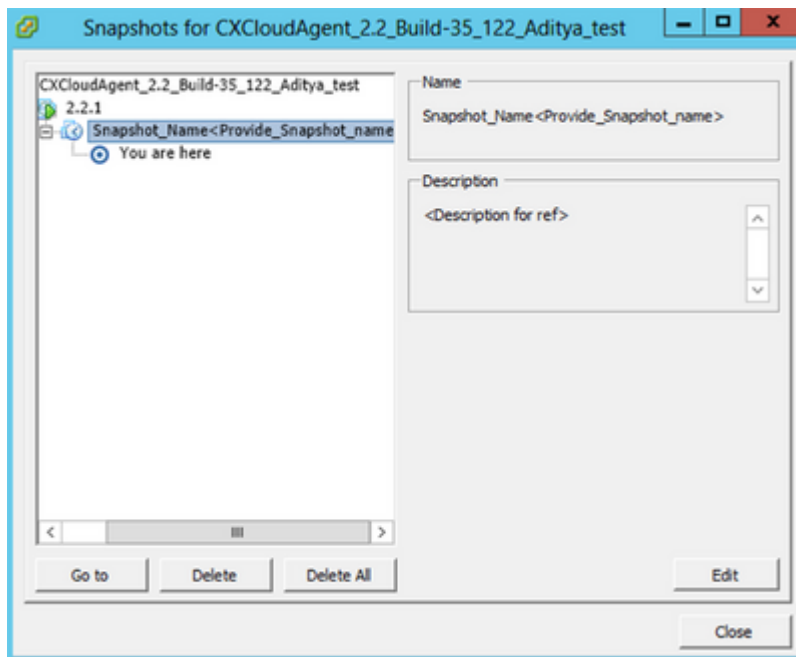 Snapshots for CXCloudAgent_2.2_Build-35_122_Aditya_test
CXCloudAgent_2.2_Build-35_122_Aditya_test
2.2.1
Snapshot_Name<Provide_Snapshot_name
You are here
Name
Snapshot_Name<Provide_Snapshot_name>
Description
<Description for ref>
Go to
Delete
Delete All
Edit
Close